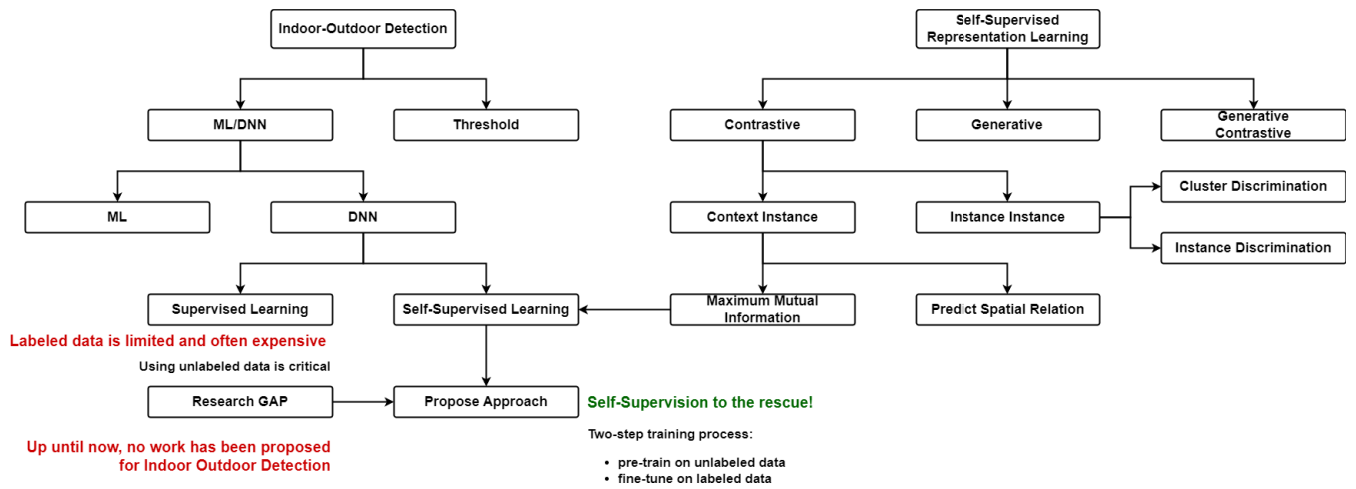 Indoor-Outdoor Detection
Self-Supervised
Representation Learning
ML/DNN
Threshold
Contrastive
Generative
Generative
Contrastive
ML
DNN
Context Instance
Instance Instance
Cluster Discrimination
Instance Discrimination
Supervised Learning
Self-Supervised Learning
Maximum Mutual
Information
Predict Spatial Relation
Labeled data is limited and often expensive
Using unlabeled data is critical
Research GAP
Propose Approach
Self-Supervision to the rescue!
Up until now, no work has been proposed
for Indoor Outdoor Detection
Two-step training process:
• pre-train on unlabeled data
• fine-tune on labeled data